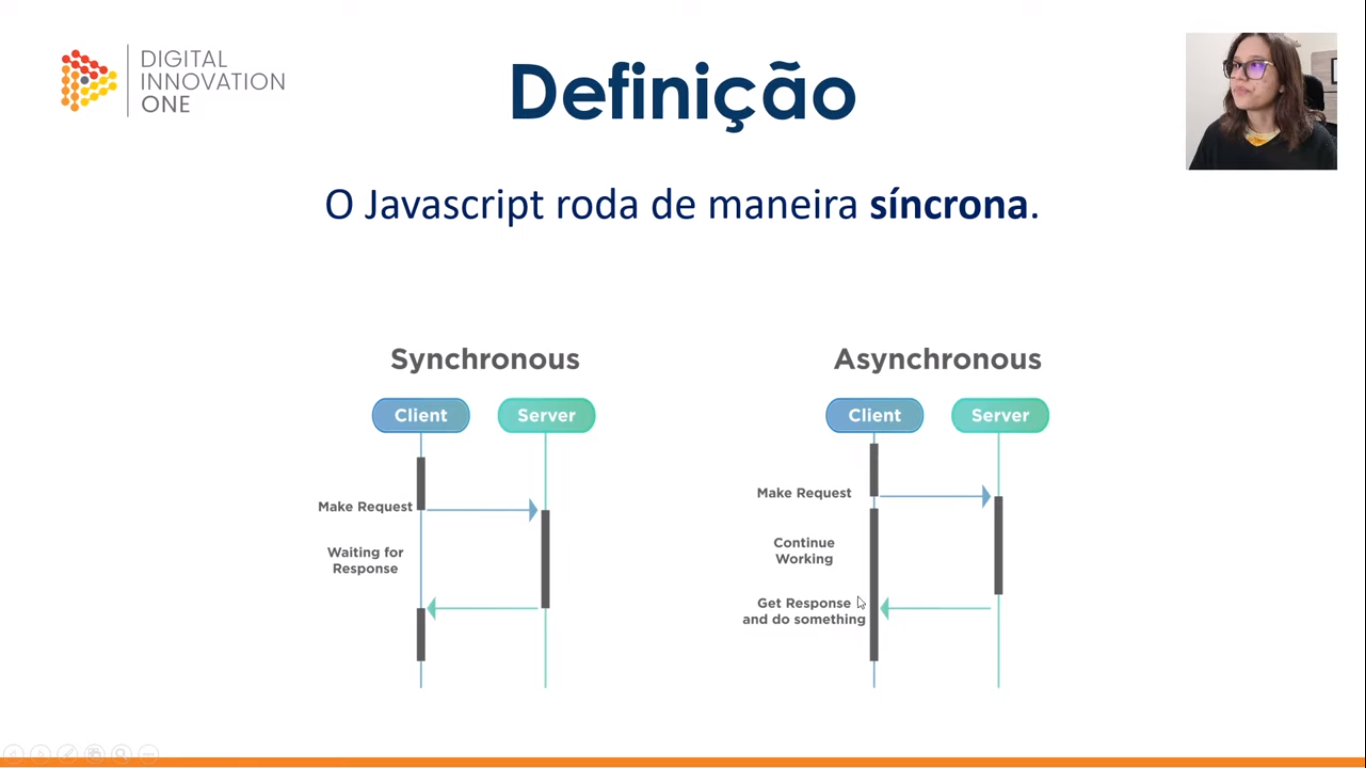 DIGITAL
INNOVATION
ONE
Definição
O Javascript roda de maneira síncrona.
Synchronous
Client
Server
Make Request
Waiting for
Response
Asynchronous
Client
Server
Make Request
Continue
Working
Get Response
and do something